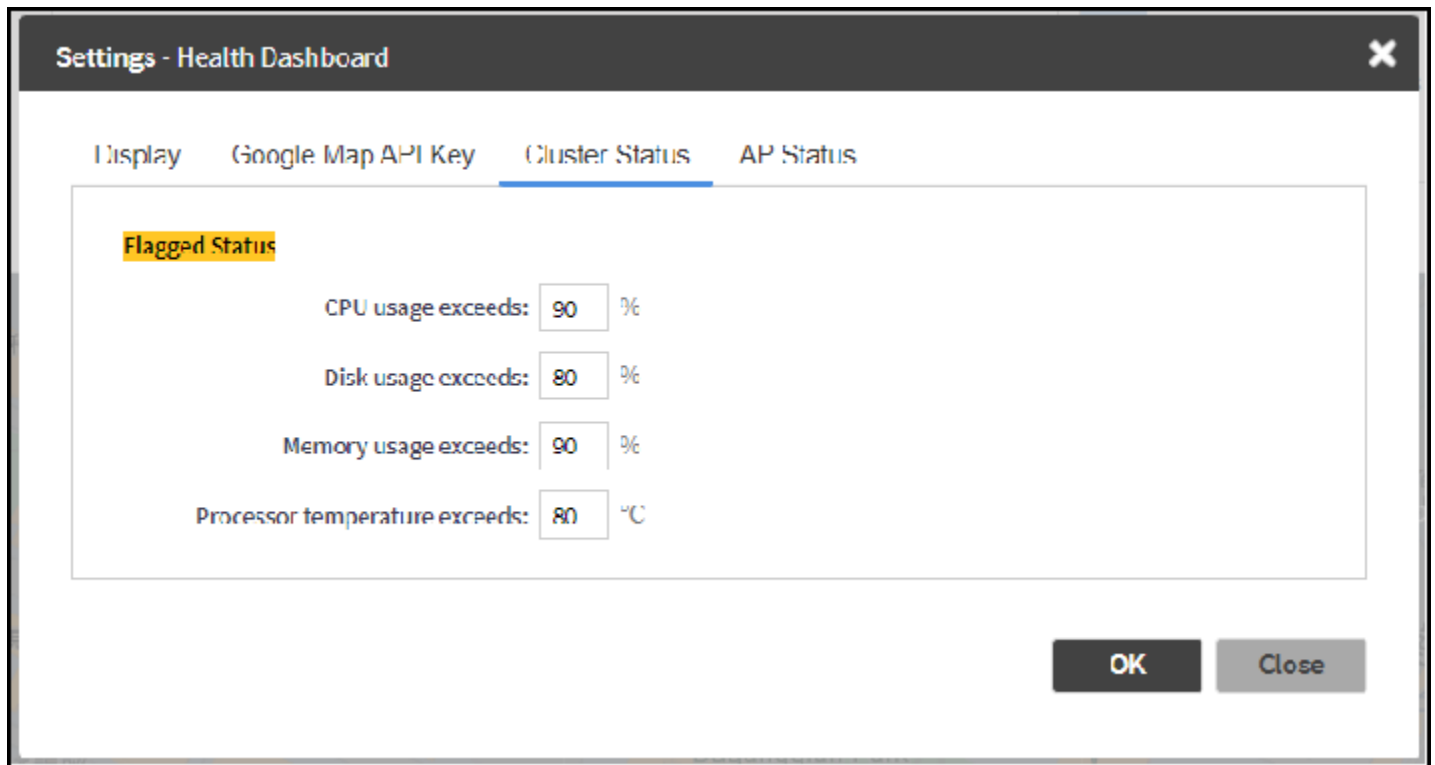 Settings - Health Dashboard
Display Google Map API Key Cluster Status AP Status
Flagged Status
CPU usage exceeds: 90 %
Disk usage exceeds: 80 %
Memory usage exceeds: 90 %
Processor temperature exceeds: 80 °C
OK Close